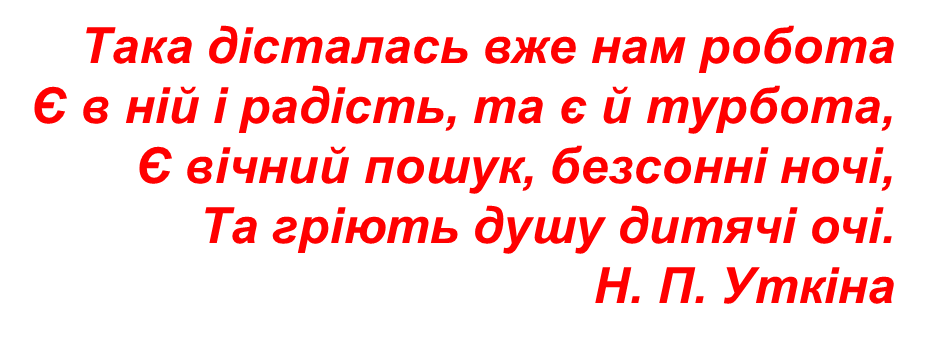 Така дісталась вже нам робота
Є в ній і радість, та є й турбота,
Є вічний пошук, безсонні ночі,
Та гріють душу дитячі очі.
Н. П. Уткіна